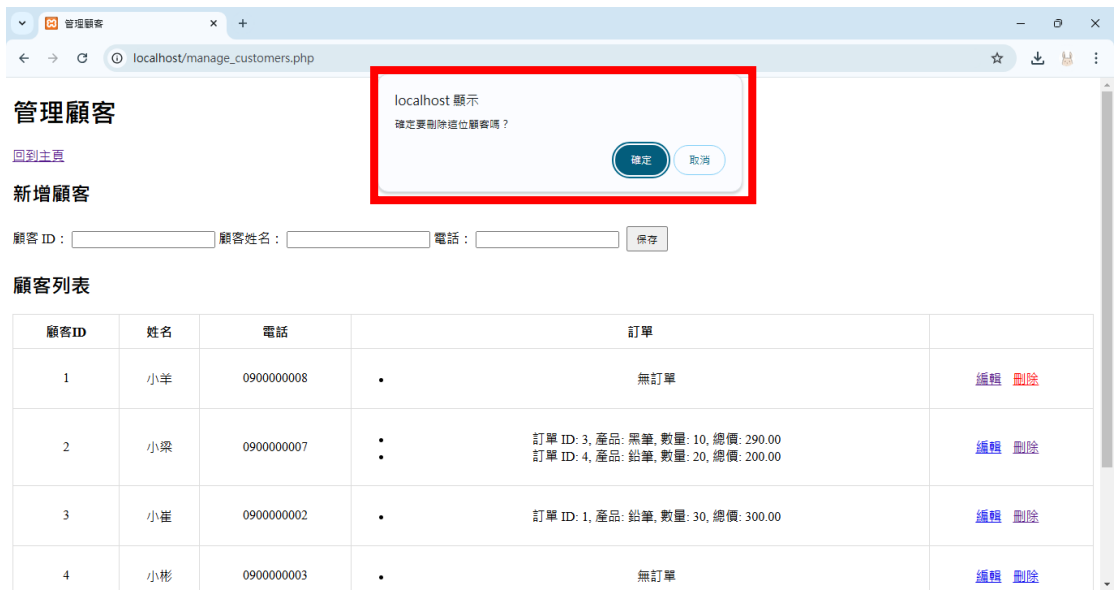 管理顧客
localhost/manage_customers.php
localhost 顯示
確定要刪除這位顧客嗎？
確定 取消
管理顧客
回到主頁
新增顧客
顧客 ID： 顧客姓名： 電話： 保存
顧客列表
顧客ID 姓名 電話 訂單
1 小羊 0900000008 • 無訂單 編輯 刪除
2 小梁 0900000007 • 訂單 ID: 3, 產品: 黑筆, 數量: 10, 總價: 290.00 編輯 刪除
• 訂單 ID: 4, 產品: 鉛筆, 數量: 20, 總價: 200.00
3 小崔 0900000002 • 訂單 ID: 1, 產品: 鉛筆, 數量: 30, 總價: 300.00 編輯 刪除
4 小彬 0900000003 • 無訂單 編輯 刪除